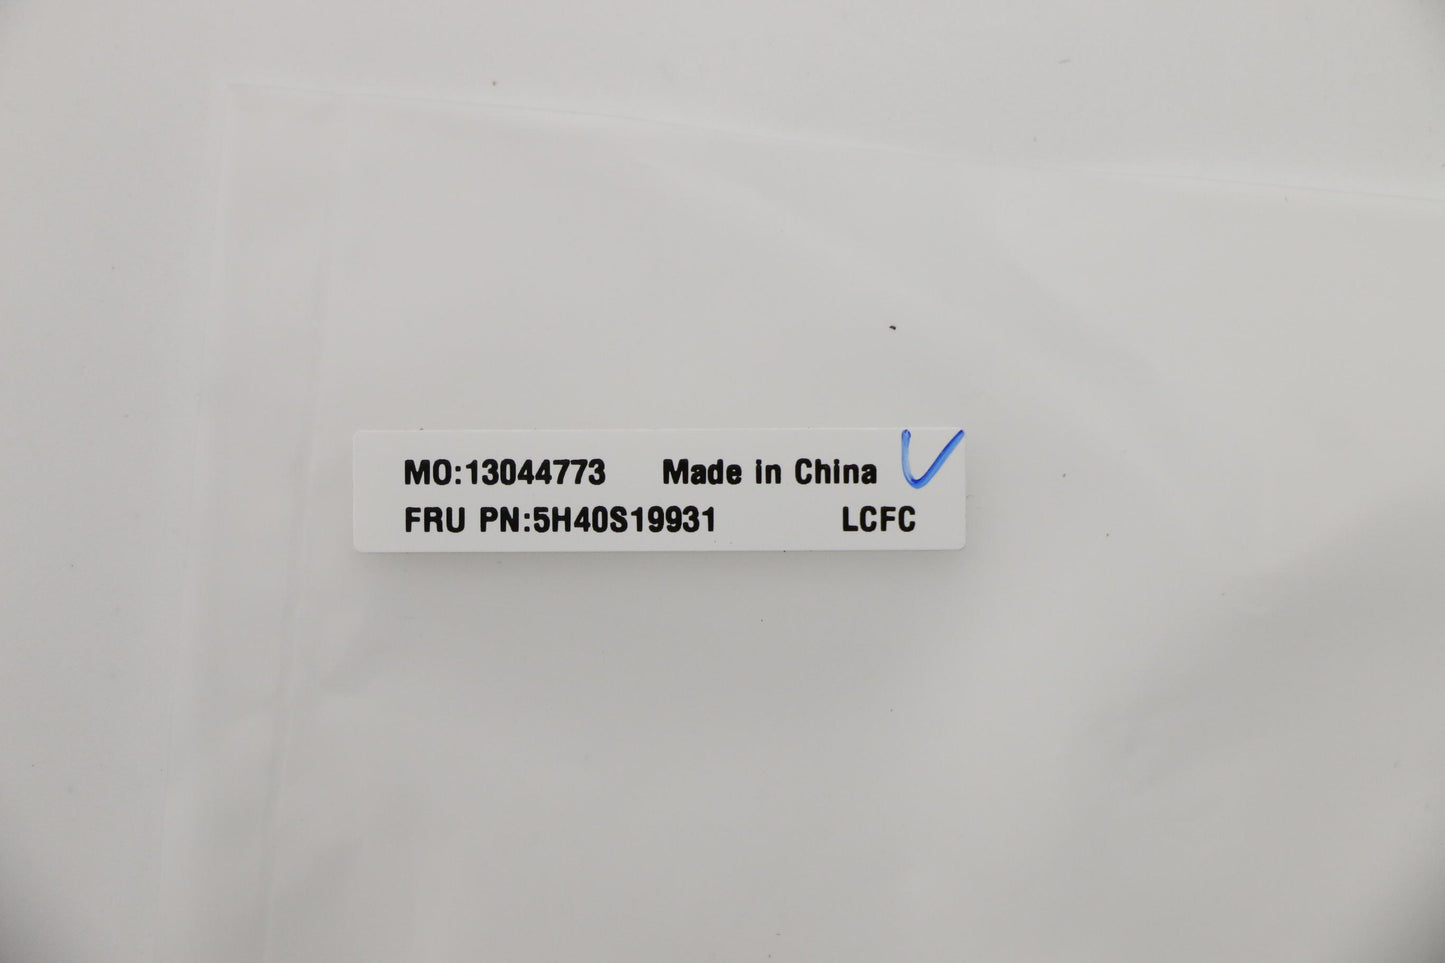 MO:13044773 Made in China
FRU PN:5H40S19931 LCFC